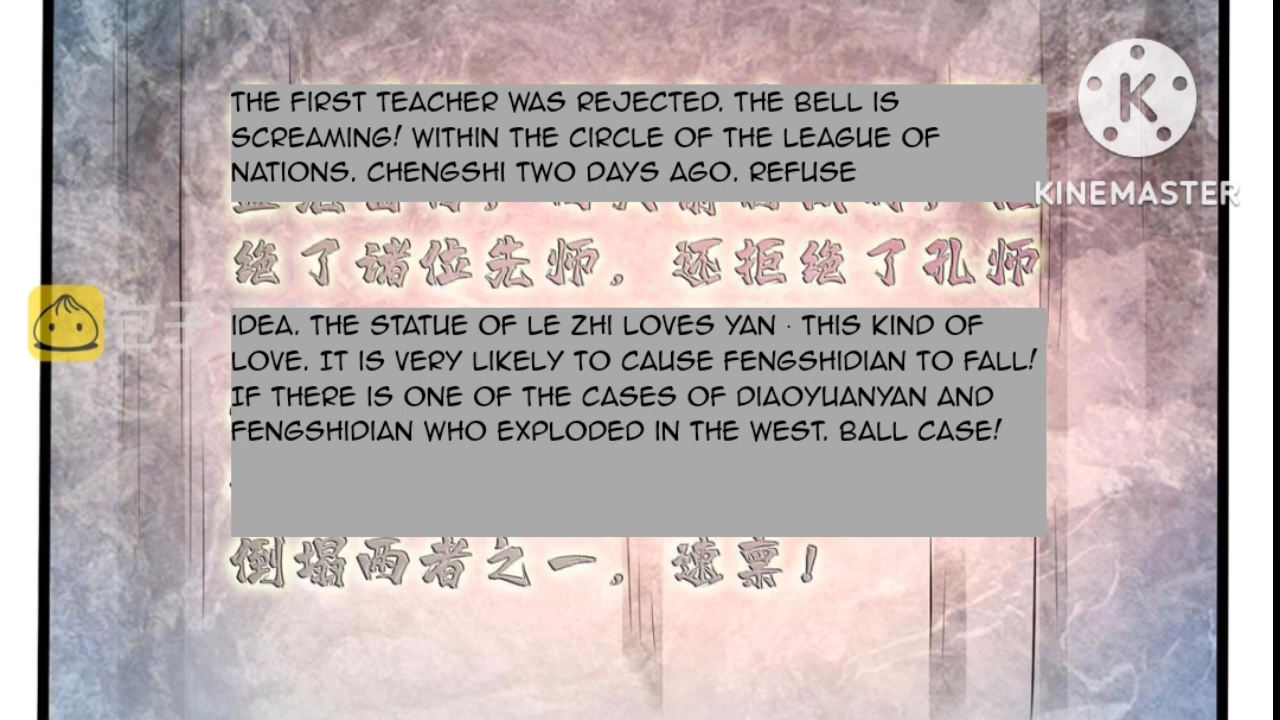 THE FIRST TEACHER WAS REJECTED. THE BELL IS
SCREAMING! WITHIN THE CIRCLE OF THE LEAGUE OF
NATIONS. CHENGSHI TWO DAYS AGO. REFUSE
绝了诸位先师，还拒绝了孔师
IDEA. THE STATUE OF LE ZHI LOVES YAN · THIS KIND OF
LOVE. IT IS VERY LIKELY TO CAUSE FENGSHIDIAN TO FALL!
IF THERE IS ONE OF THE CASES OF DIAOYUANYAN AND
FENGSHIDIAN WHO EXPLODED IN THE WEST. BALL CASE!
倒塌两者之一，速禀！
K
KINEMASTER
包子